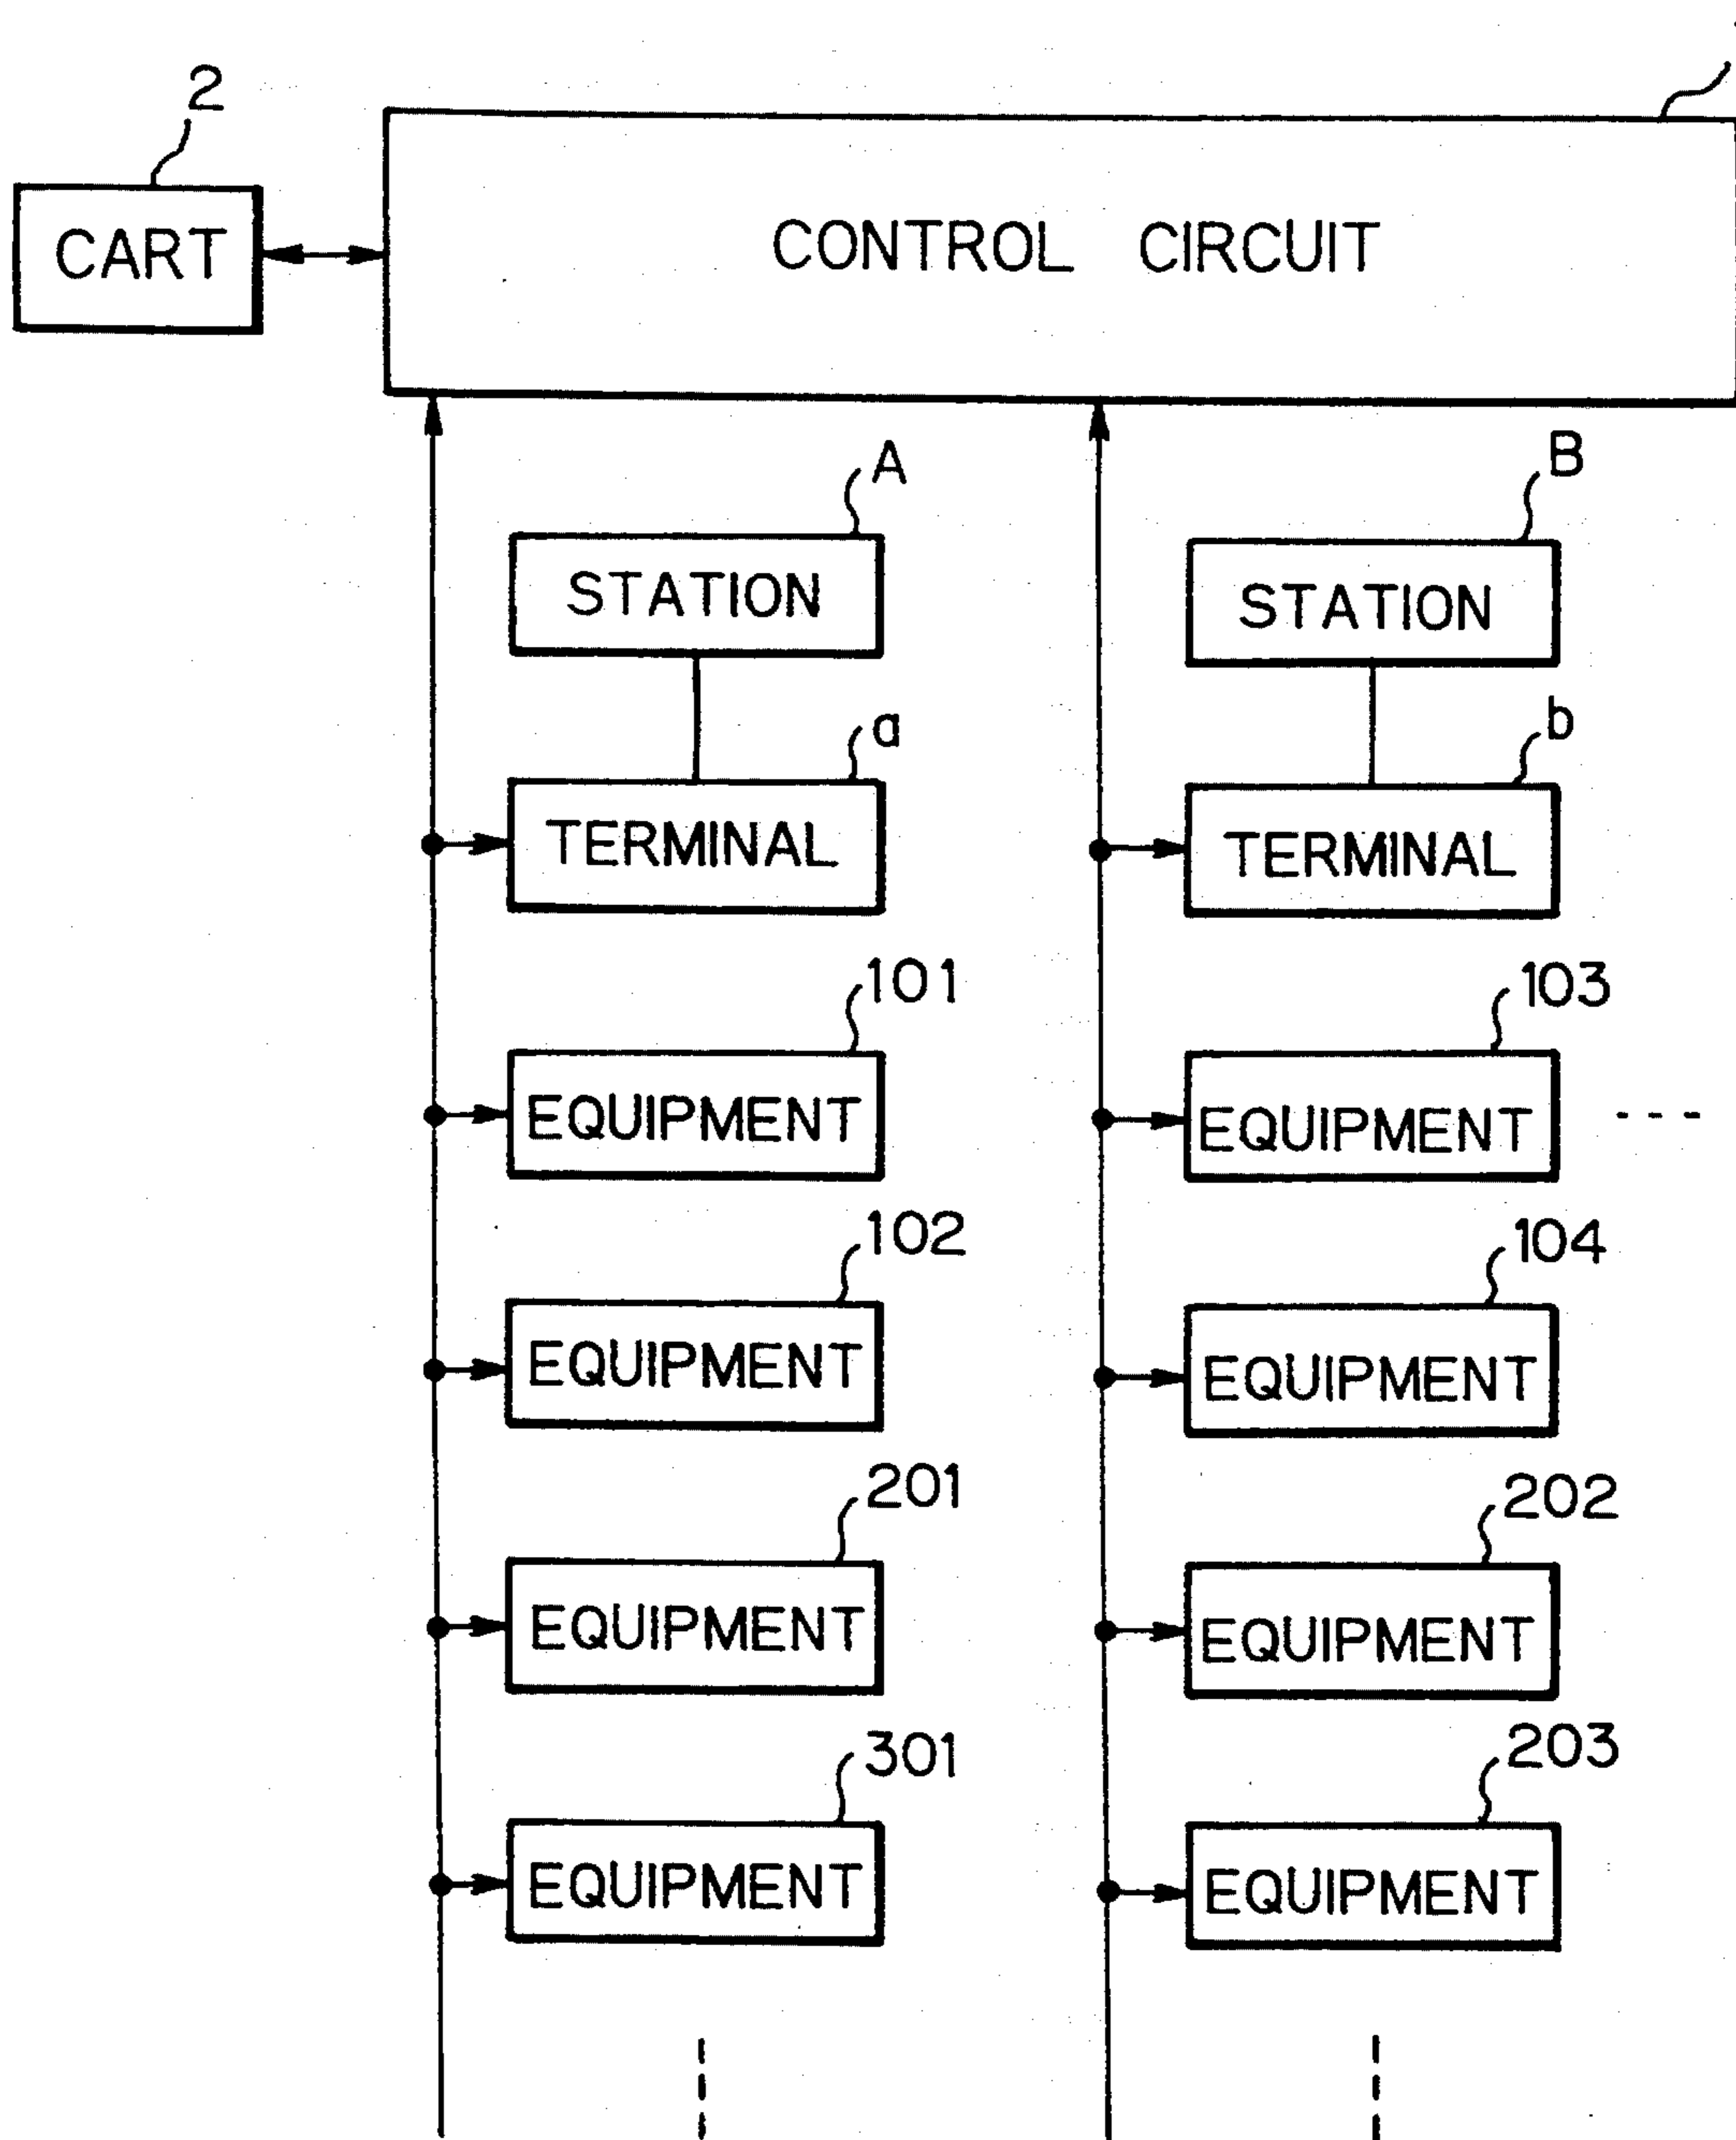 2
CART
CONTROL CIRCUIT
A
B
STATION
STATION
a
b
TERMINAL
TERMINAL
101
103
EQUIPMENT
EQUIPMENT
102
104
EQUIPMENT
EQUIPMENT
201
202
EQUIPMENT
EQUIPMENT
301
203
EQUIPMENT
EQUIPMENT